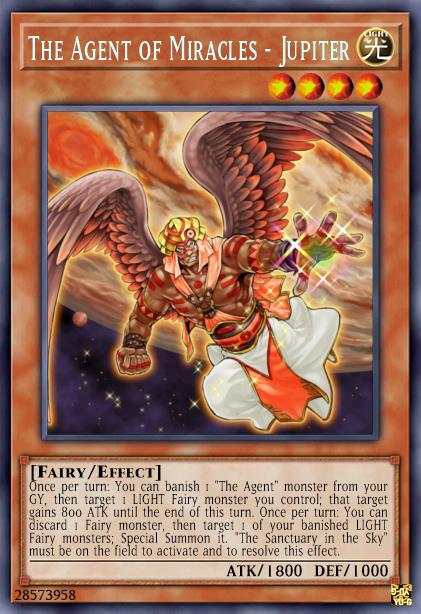 THE AGENT OF MIRACLES - JUPITER
LIGHT
光
[FAIRY/EFFECT]
Once per turn: You can banish 1 "The Agent" monster from your
GY, then target 1 LIGHT Fairy monster you control; that target
gains 800 ATK until the end of this turn. Once per turn: You can
discard 1 Fairy monster, then target 1 of your banished LIGHT
Fairy monsters; Special Summon it. "The Sanctuary in the Sky"
must be on the field to activate and to resolve this effect.
ATK/1800 DEF/1000
28573958